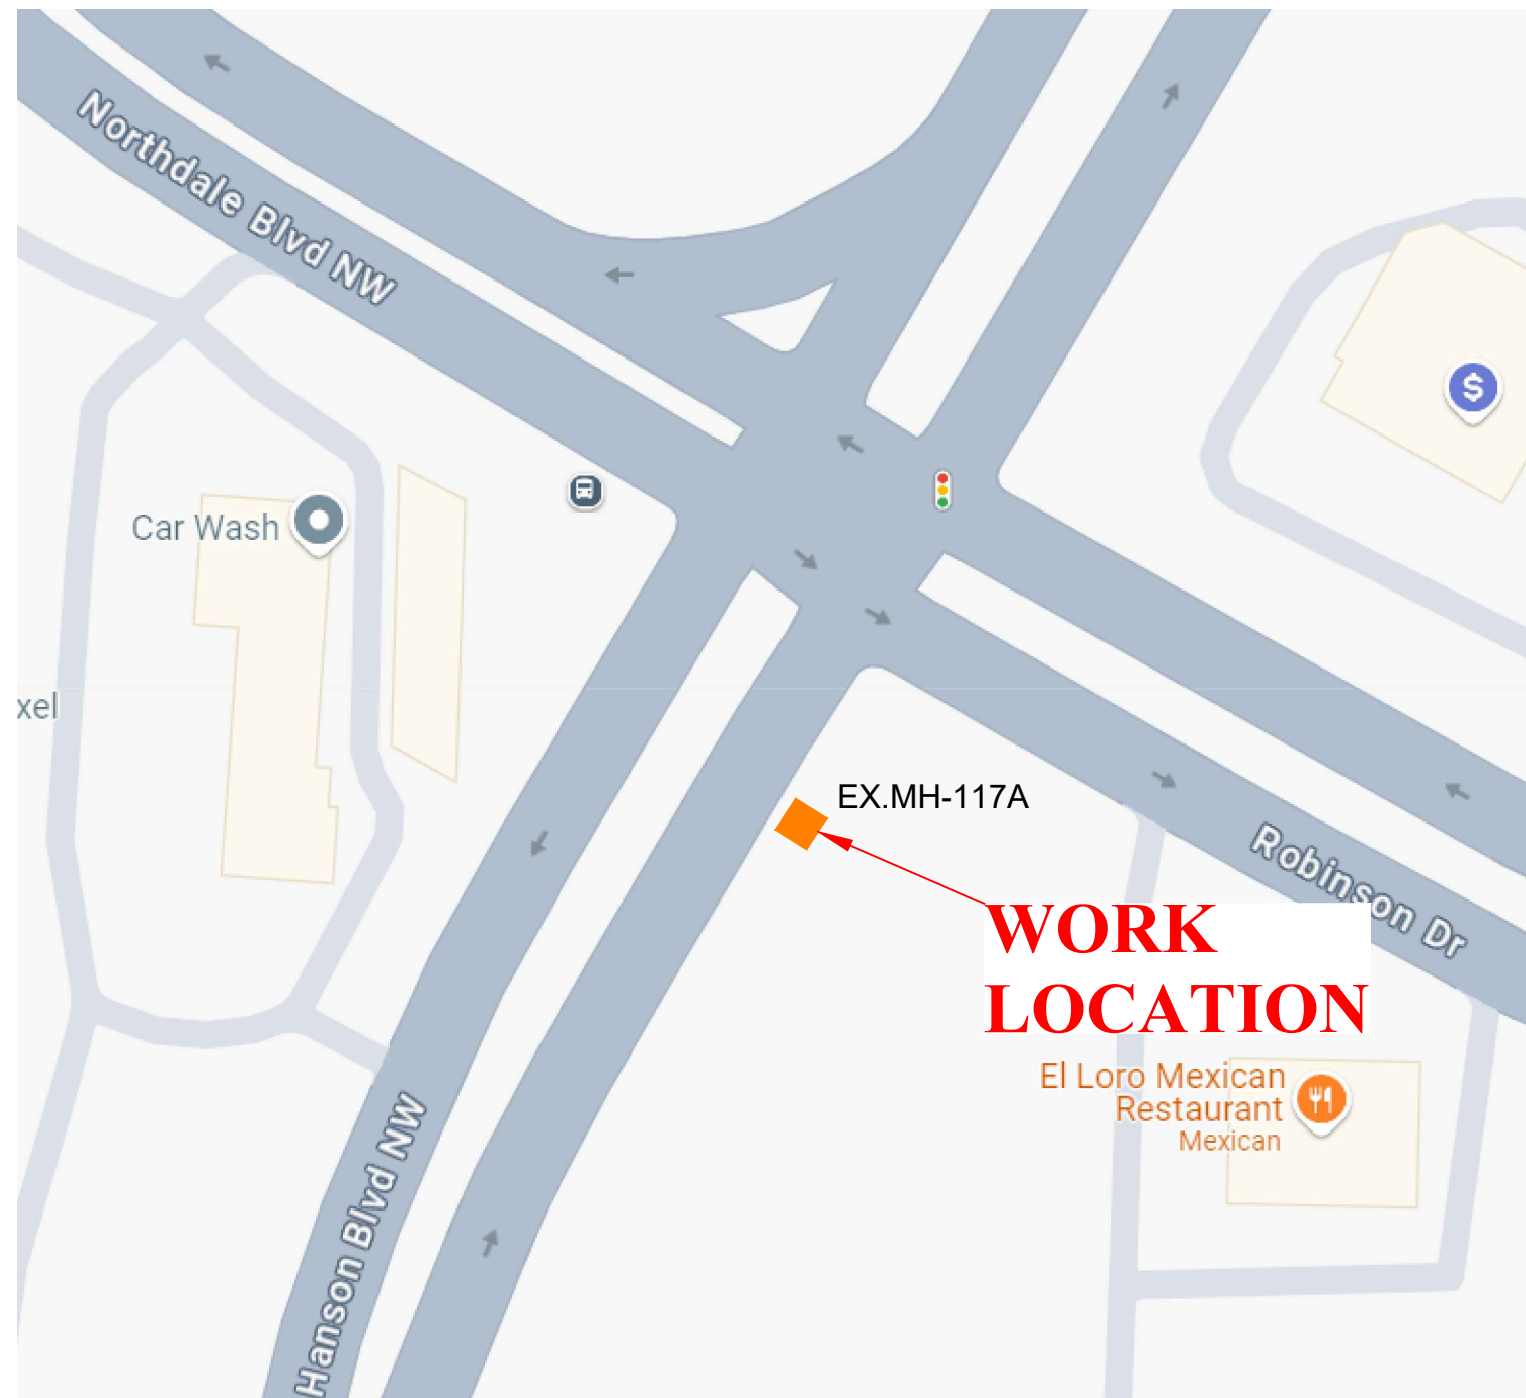 Northdale Blvd NW
$
Car Wash
xel
EX.MH-117A
Robinson Dr
WORK
LOCATION
El Loro Mexican
Restaurant
Mexican
Hanson Blvd NW